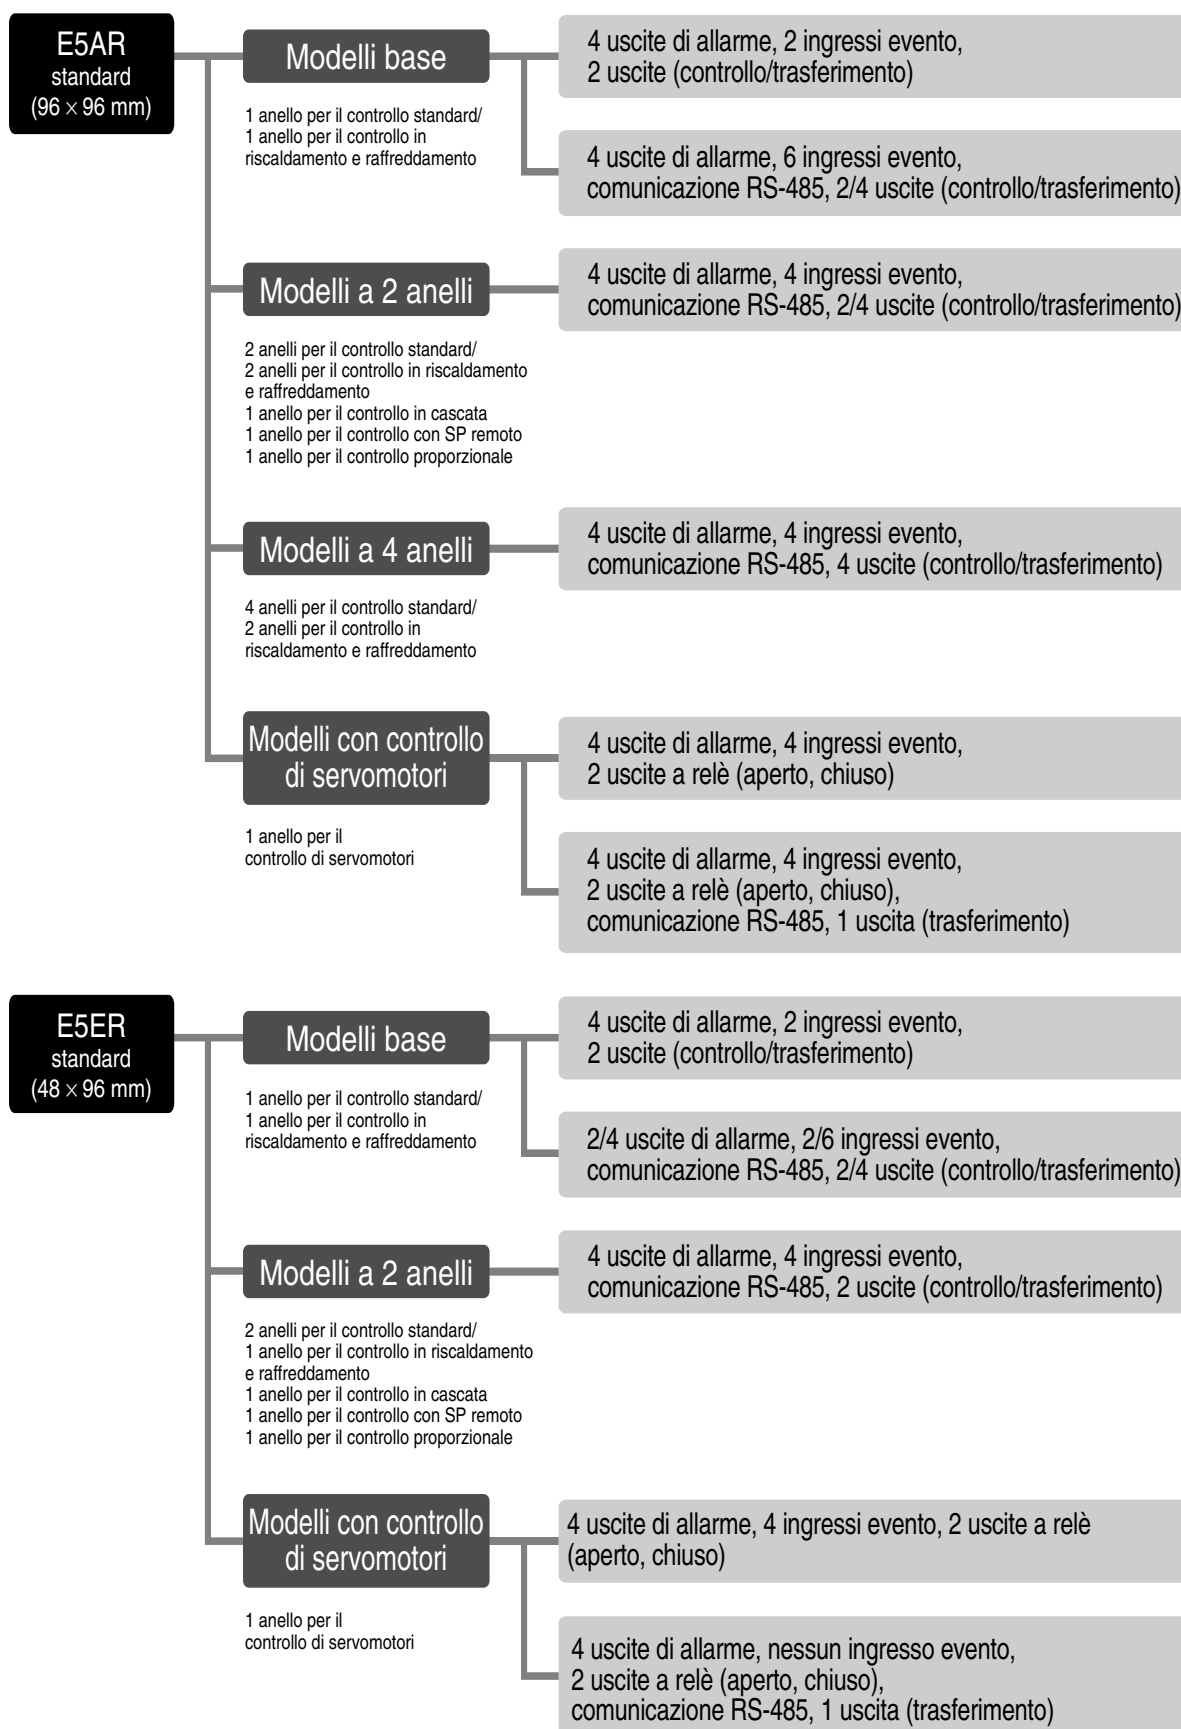 E5AR
standard
(96 × 96 mm)
Modelli base
1 anello per il controllo standard/
1 anello per il controllo in
riscaldamento e raffreddamento
4 uscite di allarme, 2 ingressi evento,
2 uscite (controllo/trasferimento)
4 uscite di allarme, 6 ingressi evento,
comunicazione RS-485, 2/4 uscite (controllo/trasferimento)
Modelli a 2 anelli
2 anelli per il controllo standard/
2 anelli per il controllo in riscaldamento
e raffreddamento
1 anello per il controllo in cascata
1 anello per il controllo con SP remoto
1 anello per il controllo proporzionale
4 uscite di allarme, 4 ingressi evento,
comunicazione RS-485, 2/4 uscite (controllo/trasferimento)
Modelli a 4 anelli
4 anelli per il controllo standard/
2 anelli per il controllo in
riscaldamento e raffreddamento
4 uscite di allarme, 4 ingressi evento,
comunicazione RS-485, 4 uscite (controllo/trasferimento)
Modelli con controllo
di servomotori
1 anello per il
controllo di servomotori
4 uscite di allarme, 4 ingressi evento,
2 uscite a relè (aperto, chiuso)
4 uscite di allarme, 4 ingressi evento,
2 uscite a relè (aperto, chiuso),
comunicazione RS-485, 1 uscita (trasferimento)
E5ER
standard
(48 × 96 mm)
Modelli base
1 anello per il controllo standard/
1 anello per il controllo in
riscaldamento e raffreddamento
4 uscite di allarme, 2 ingressi evento,
2 uscite (controllo/trasferimento)
2/4 uscite di allarme, 2/6 ingressi evento,
comunicazione RS-485, 2/4 uscite (controllo/trasferimento)
Modelli a 2 anelli
2 anelli per il controllo standard/
1 anello per il controllo in riscaldamento
e raffreddamento
1 anello per il controllo in cascata
1 anello per il controllo con SP remoto
1 anello per il controllo proporzionale
4 uscite di allarme, 4 ingressi evento,
comunicazione RS-485, 2 uscite (controllo/trasferimento)
Modelli con controllo
di servomotori
1 anello per il
controllo di servomotori
4 uscite di allarme, 4 ingressi evento, 2 uscite a relè
(aperto, chiuso)
4 uscite di allarme, nessun ingresso evento,
2 uscite a relè (aperto, chiuso),
comunicazione RS-485, 1 uscita (trasferimento)